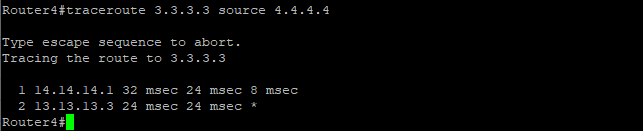 Router4#traceroute 3.3.3.3 source 4.4.4.4
Type escape sequence to abort.
Tracing the route to 3.3.3.3
1 14.14.14.1 32 msec 24 msec 8 msec
2 13.13.13.3 24 msec 24 msec *
Router4#